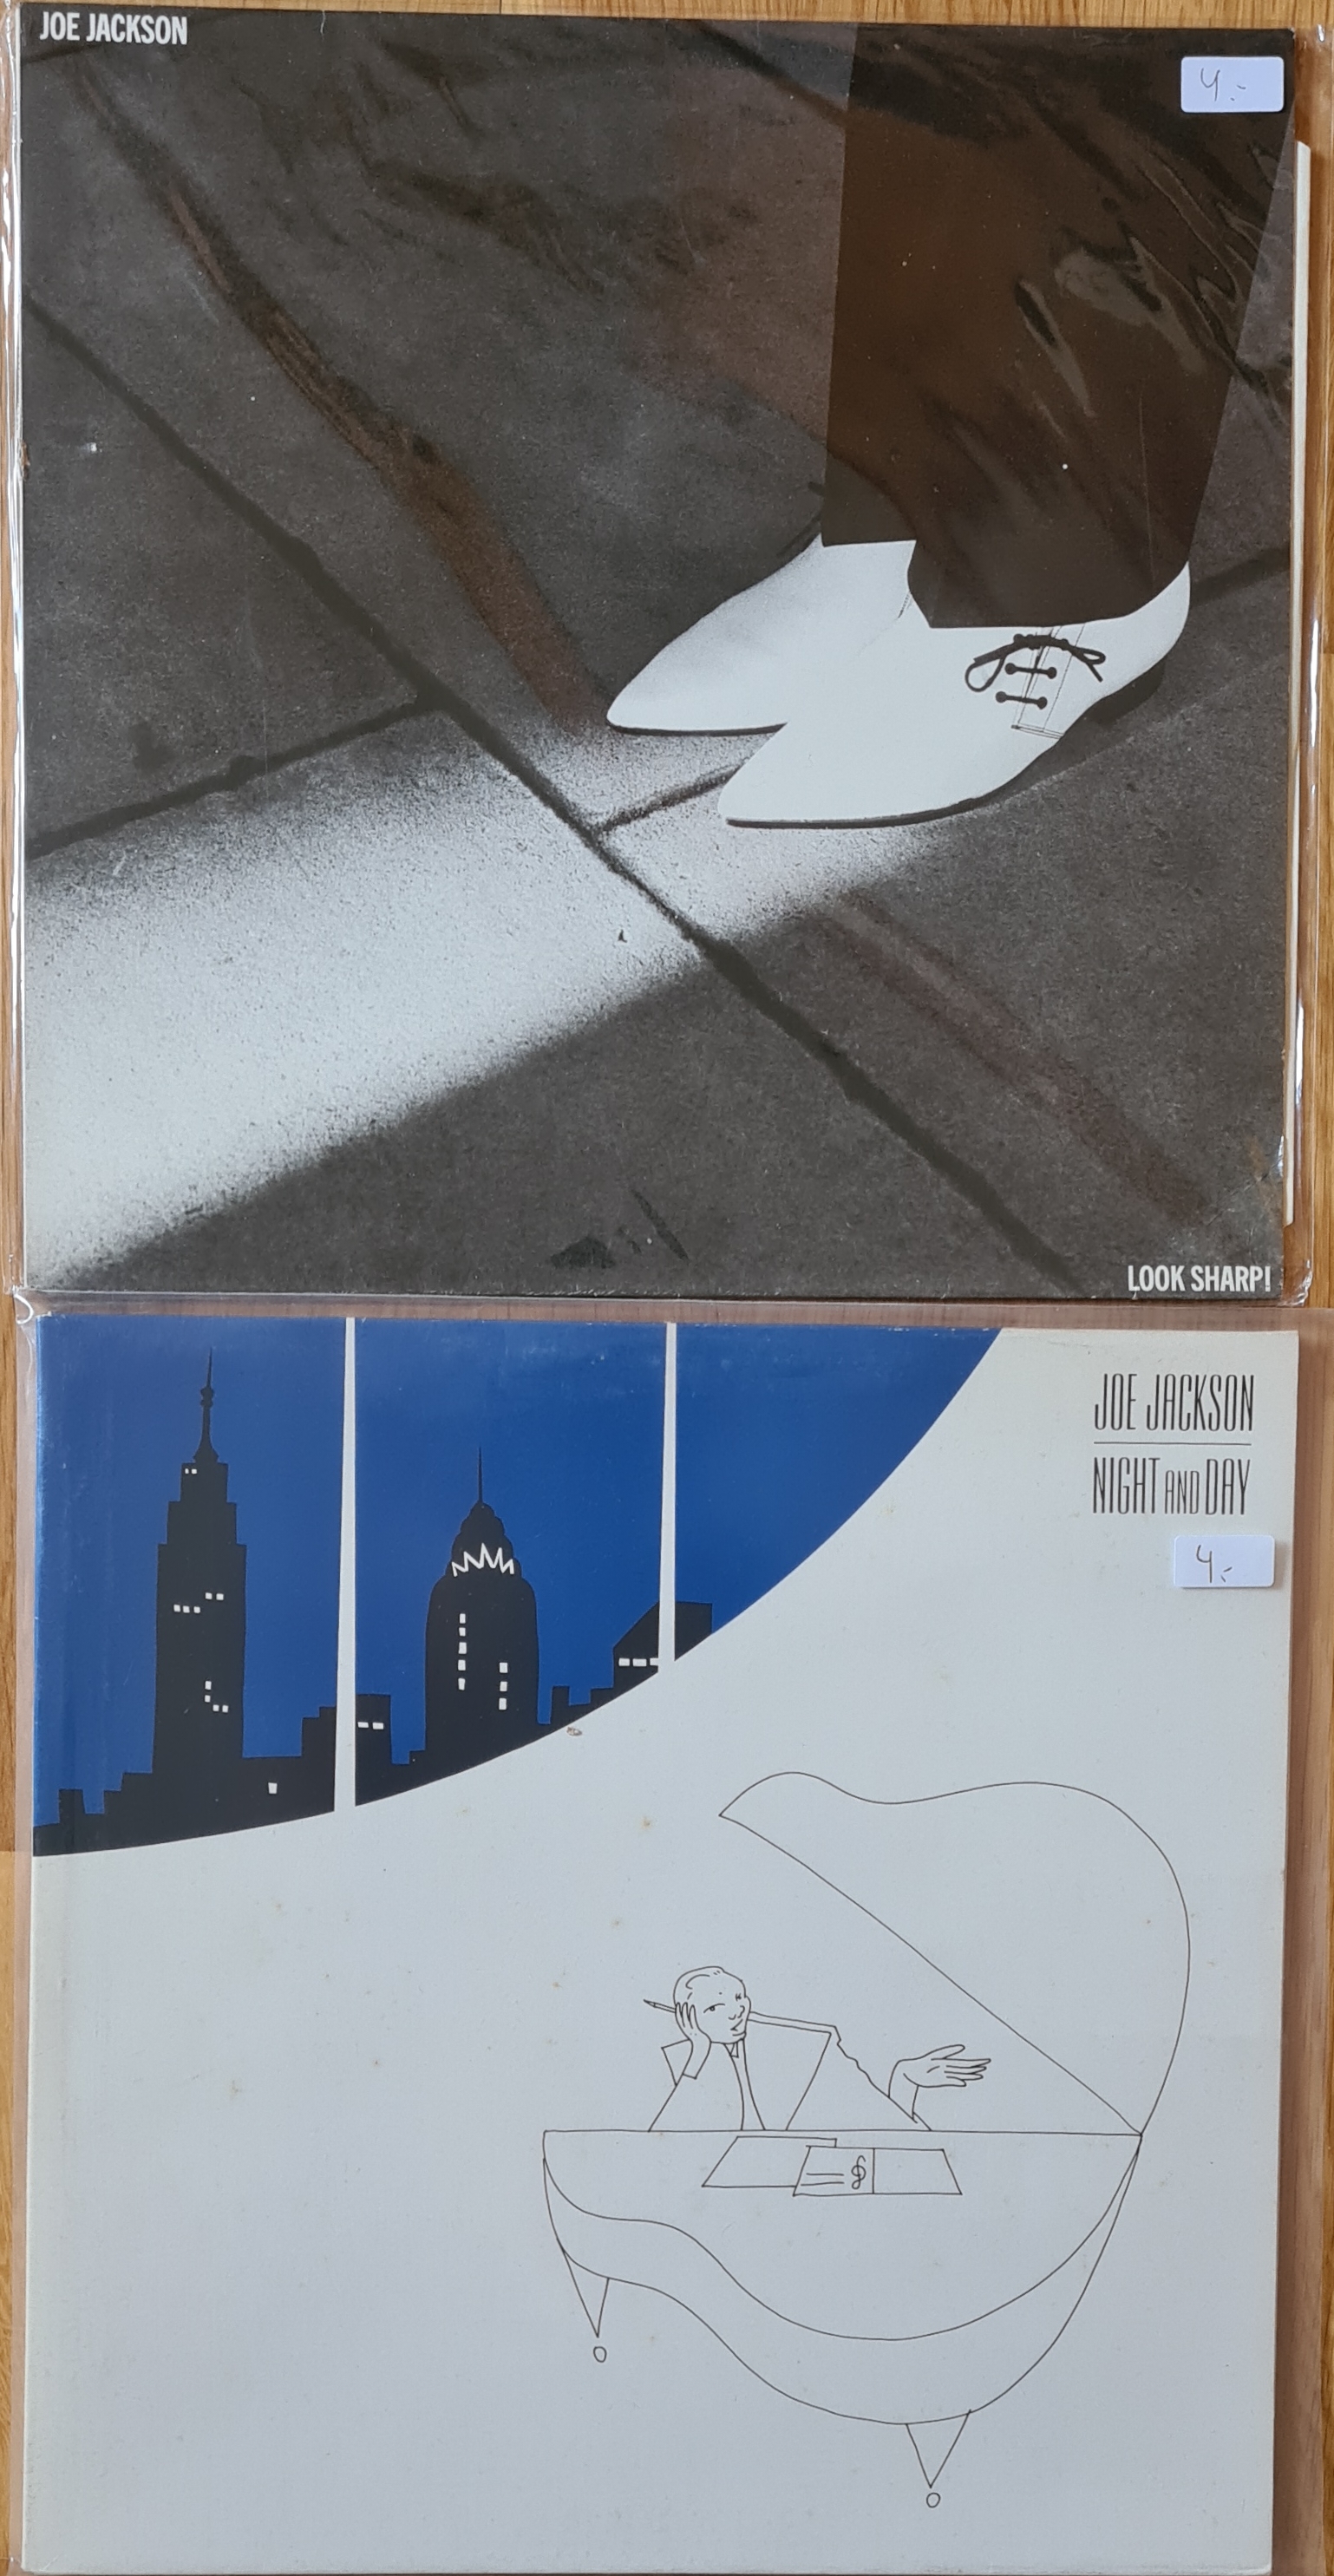 JOE JACKSON
4.-
LOOK SHARP!
JOE JACKSON
NIGHT AND DAY
4.-